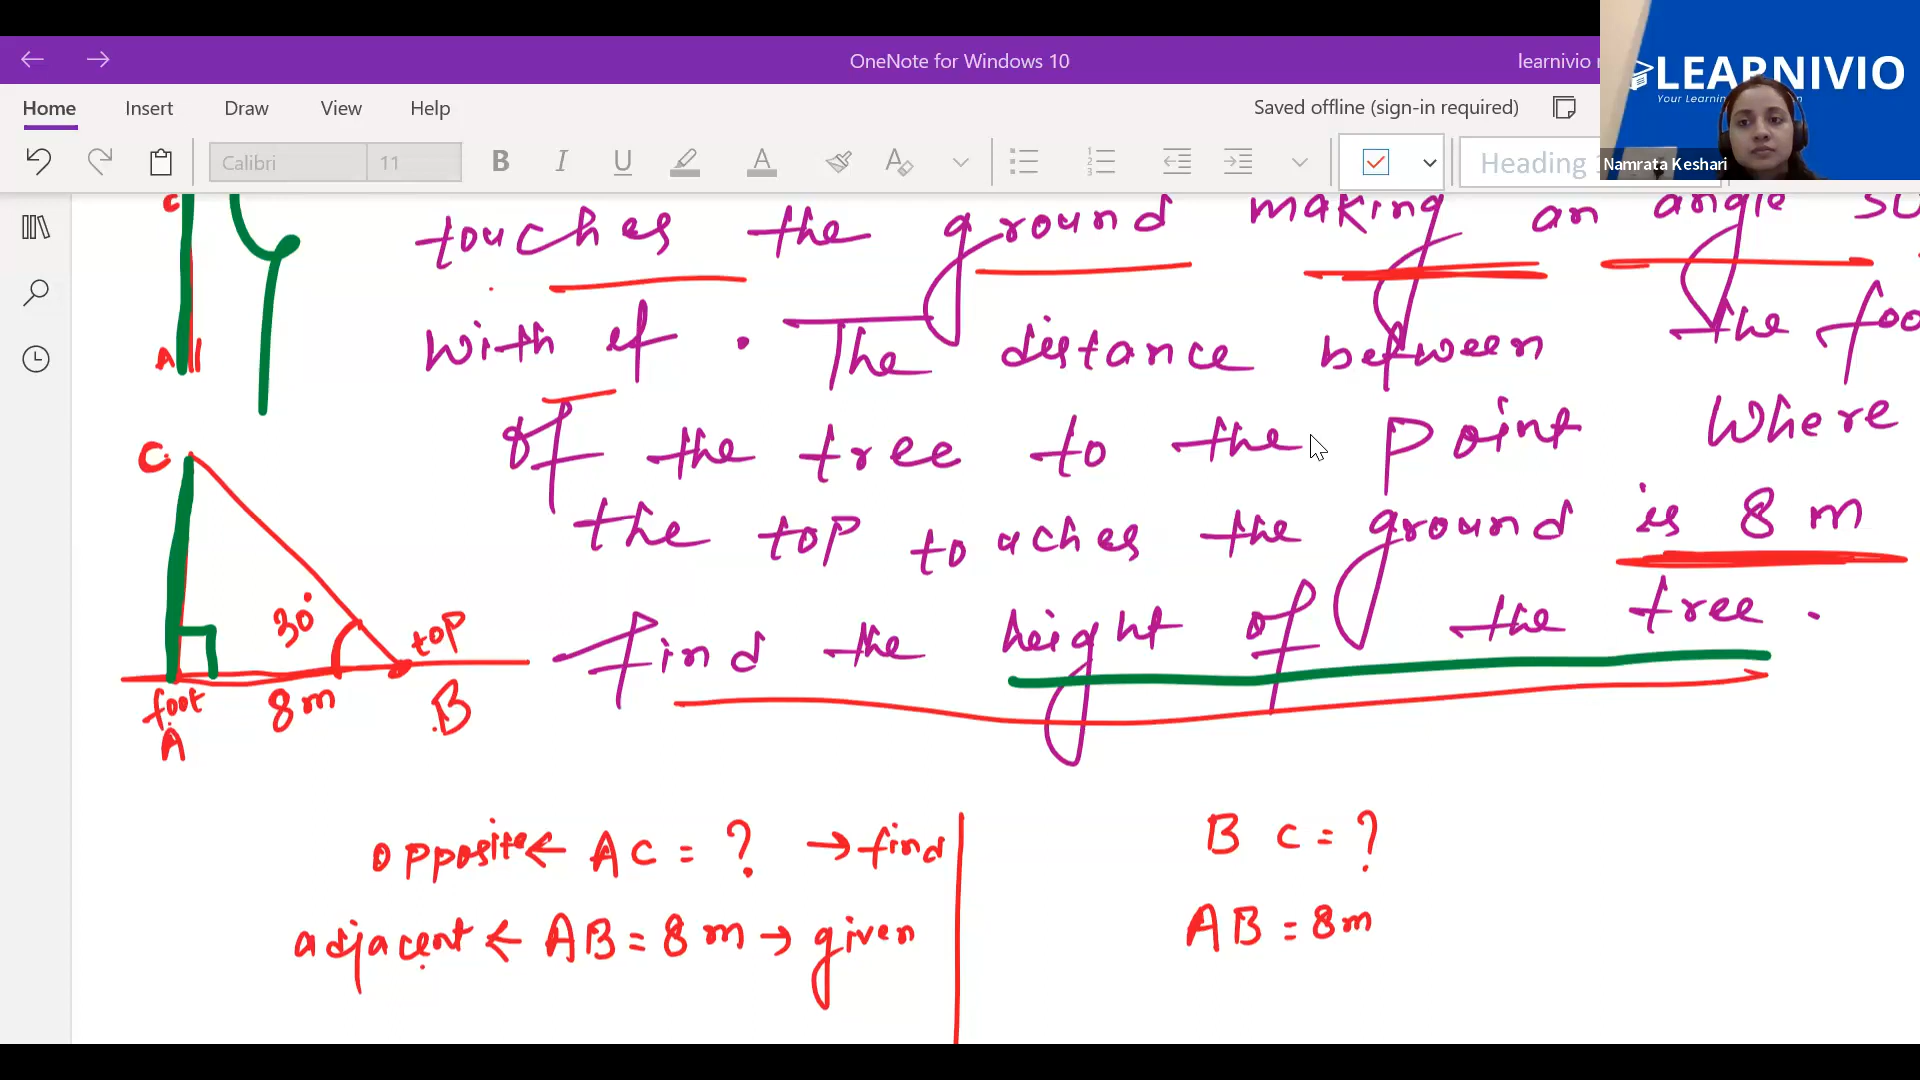 OneNote for Windows 10
learnivio
LEARNIVIO
Your Learni
Namrata Keshari
Home Insert Draw View Help
Saved offline (sign-in required)
Calibri 11 B I U A Heading
C
touches the ground making an angle
with it. The distance between the foo
A
of the tree to the point where
C
the top touches the ground is 8 m
30° top
find the height of the tree.
foot 8m B
A
opposite ← AC = ? → find
BC = ?
adjacent ← AB = 8 m → given
AB = 8m